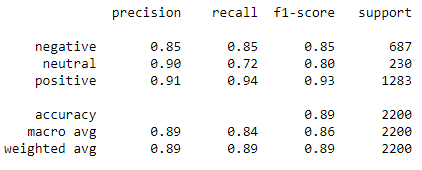 precision recall f1-score support
negative 0.85 0.85 0.85 687
neutral 0.90 0.72 0.80 230
positive 0.91 0.94 0.93 1283
accuracy 0.89 2200
macro avg 0.89 0.84 0.86 2200
weighted avg 0.89 0.89 0.89 2200